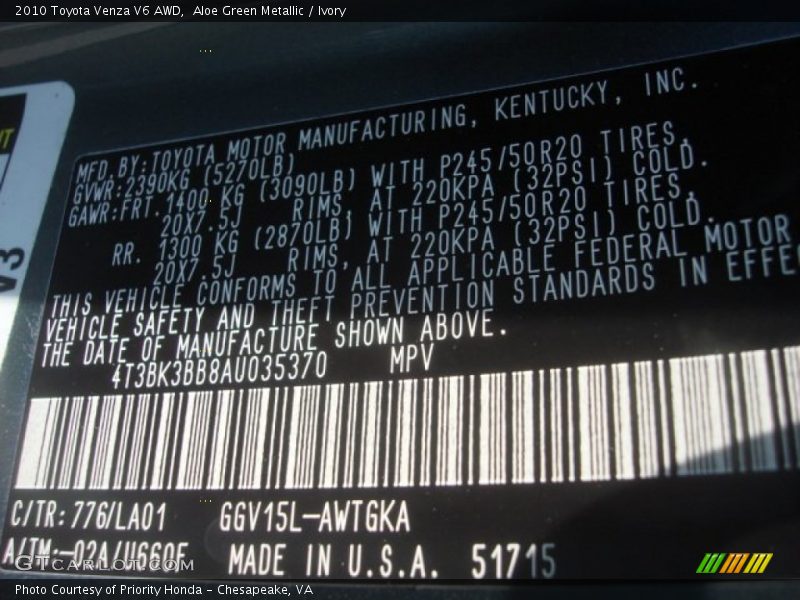 2010 Toyota Venza V6 AWD,  Aloe Green Metallic / Ivory
MFD. BY: TOYOTA MOTOR MANUFACTURING, KENTUCKY, INC.
GVWR: 2390KG (5270LB)
GAWR: FRT. 1400 KG (3090LB) WITH P245/50R20 TIRES,
20X7.5J RIMS, AT 220KPA (32PSI) COLD.
RR. 1300 KG (2870LB) WITH P245/50R20 TIRES,
20X7.5J RIMS, AT 220KPA (32PSI) COLD.
THIS VEHICLE CONFORMS TO ALL APPLICABLE FEDERAL MOTOR
VEHICLE SAFETY AND THEFT PREVENTION STANDARDS IN EFFEC
THE DATE OF MANUFACTURE SHOWN ABOVE.
4T3BK3BB8AU035370 MPV
C/TR: 776/LA01 GGV15L-AWTGKA
A/TM:-02A/U660F MADE IN U.S.A. 51715
GTCARLOT.COM
Photo Courtesy of Priority Honda - Chesapeake, VA